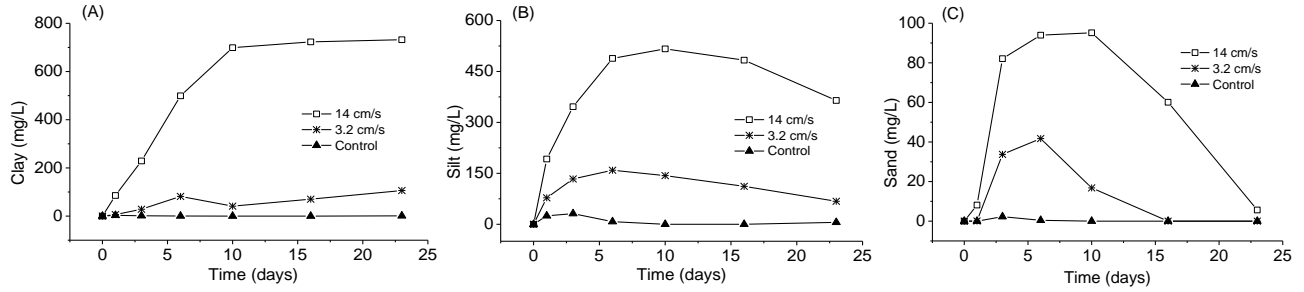 (A)
800
600
400
200
0
Clay (mg/L)
14 cm/s
3.2 cm/s
Control
0 5 10 15 20 25
Time (days)
(B)
600
450
300
150
0
Silt (mg/L)
14 cm/s
3.2 cm/s
Control
0 5 10 15 20 25
Time (days)
(C)
100
80
60
40
20
0
Sand (mg/L)
14 cm/s
3.2 cm/s
Control
0 5 10 15 20 25
Time (days)